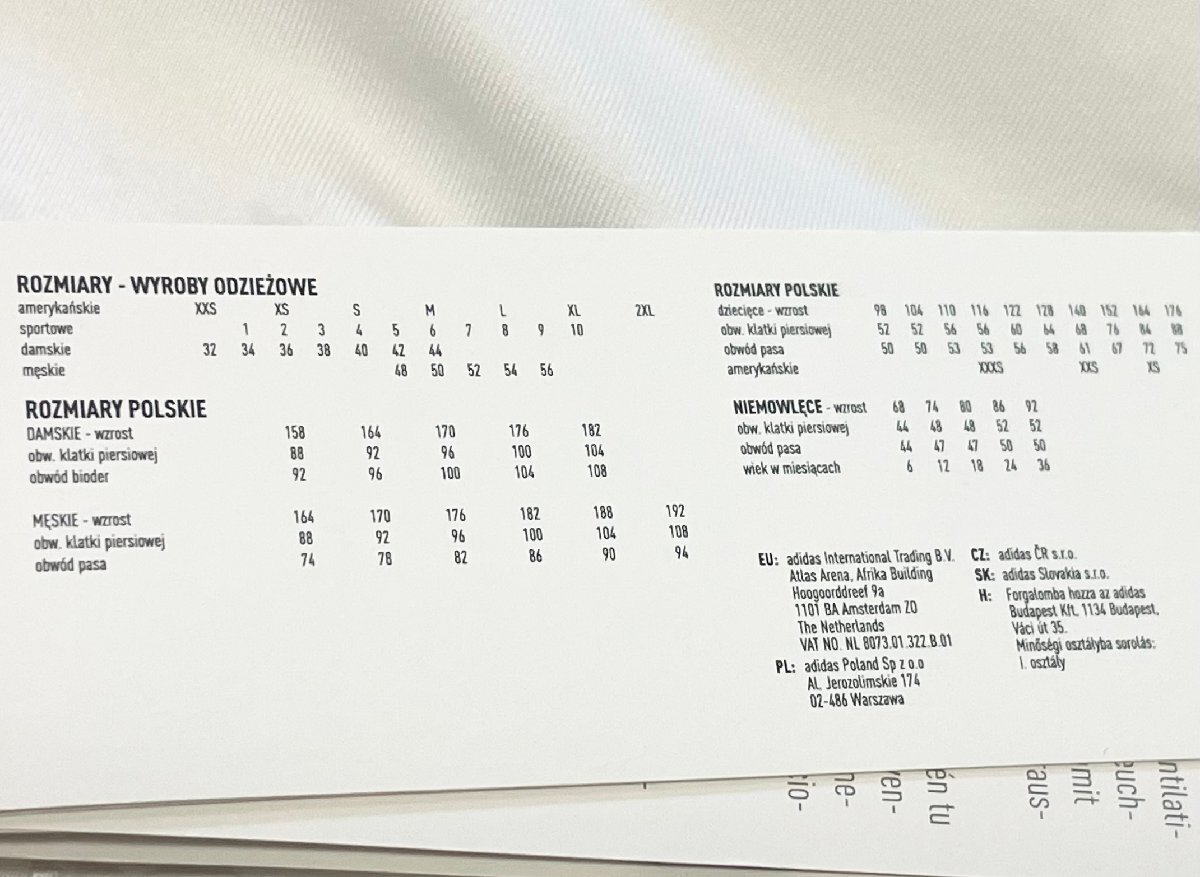 ROZMIARY - WYROBY ODZIEŻOWE
amerykańskie XXS XS S M L XL 2XL
sportowe 1 2 3 4 5 6 7 8 9 10
damskie 32 34 36 38 40 42 44
męskie 48 50 52 54 56
ROZMIARY POLSKIE
DAMSKIE - wzrost 158 164 170 176 182
obw. klatki piersiowej 88 92 96 100 104
obwód bioder 92 96 100 104 108
MĘSKIE - wzrost 164 170 176 182 188 192
obw. klatki piersiowej 88 92 96 100 104 108
obwód pasa 74 78 82 86 90 94
ROZMIARY POLSKIE
dziecięce - wzrost 98 104 110 116 122 128 140 152 164 176
obw. klatki piersiowej 52 52 56 56 60 64 68 76 84 88
obwód pasa 50 50 53 53 56 58 61 67 72 75
amerykańskie XXXS XXS XS
NIEMOWLĘCE - wzrost 68 74 80 86 92
obw. klatki piersiowej 44 48 48 52 52
obwód pasa 44 47 47 50 50
wiek w miesiącach 6 12 18 24 36
EU: adidas International Trading B.V.
Atlas Arena, Afrika Building
Hoogoorddreef 9a
1101 BA Amsterdam ZO
The Netherlands
VAT NO. NL 8073.01.322.B.01
PL: adidas Poland Sp z o.o
Al. Jerozolimskie 174
02-486 Warszawa
CZ: adidas ČR s.r.o.
SK: adidas Slovakia s.r.o.
H: Forgalomba hozza az adidas
Budapest Kft. 1134 Budapest,
Váci út 35.
Minőségi osztályba sorolás:
I. osztály
ntilati-
euch-
mit
raus-
én tu
ven-
ne-
cio-